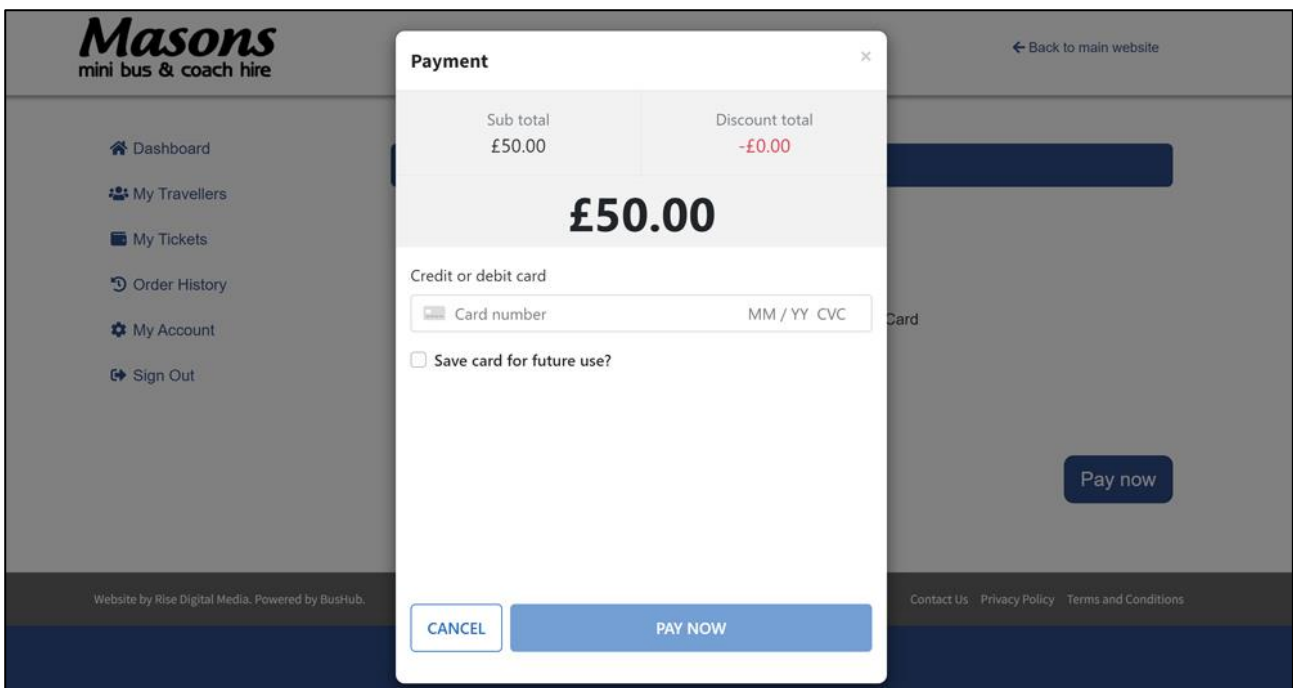 Masons
mini bus & coach hire
Back to main website
Dashboard
My Travellers
My Tickets
Order History
My Account
Sign Out
Payment
×
Sub total
£50.00
Discount total
-£0.00
£50.00
Credit or debit card
Card number MM / YY CVC
Save card for future use?
Card
Pay now
CANCEL
PAY NOW
Website by Rise Digital Media. Powered by BusHub.
Contact Us Privacy Policy Terms and Conditions